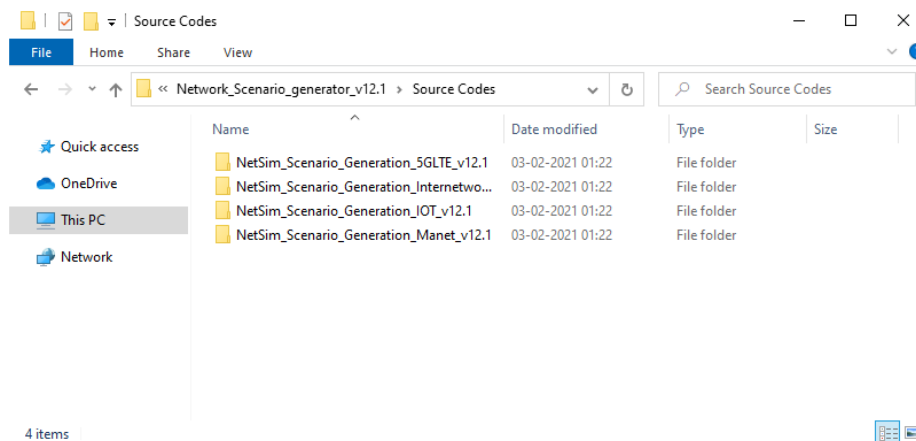 Source Codes
File Home Share View
« Network_Scenario_generator_v12.1 › Source Codes
Search Source Codes
Quick access
OneDrive
This PC
Network
Name Date modified Type Size
NetSim_Scenario_Generation_5GLTE_v12.1 03-02-2021 01:22 File folder
NetSim_Scenario_Generation_Internetwo... 03-02-2021 01:22 File folder
NetSim_Scenario_Generation_IOT_v12.1 03-02-2021 01:22 File folder
NetSim_Scenario_Generation_Manet_v12.1 03-02-2021 01:22 File folder
4 items